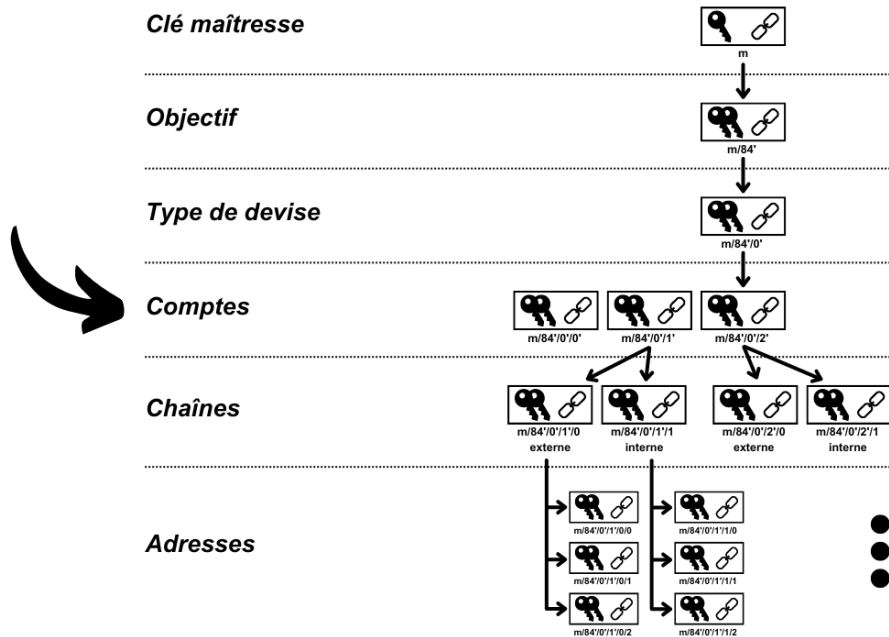 Clé maîtresse
m
Objectif
m/84'
Type de devise
m/84'/0'
Comptes
m/84'/0'/0' m/84'/0'/1' m/84'/0'/2'
Chaînes
m/84'/0'/1'/0 m/84'/0'/1'/1 m/84'/0'/2'/0 m/84'/0'/2'/1
externe interne externe interne
Adresses
m/84'/0'/1'/0/0 m/84'/0'/1'/1/0
m/84'/0'/1'/0/1 m/84'/0'/1'/1/1
m/84'/0'/1'/0/2 m/84'/0'/1'/1/2